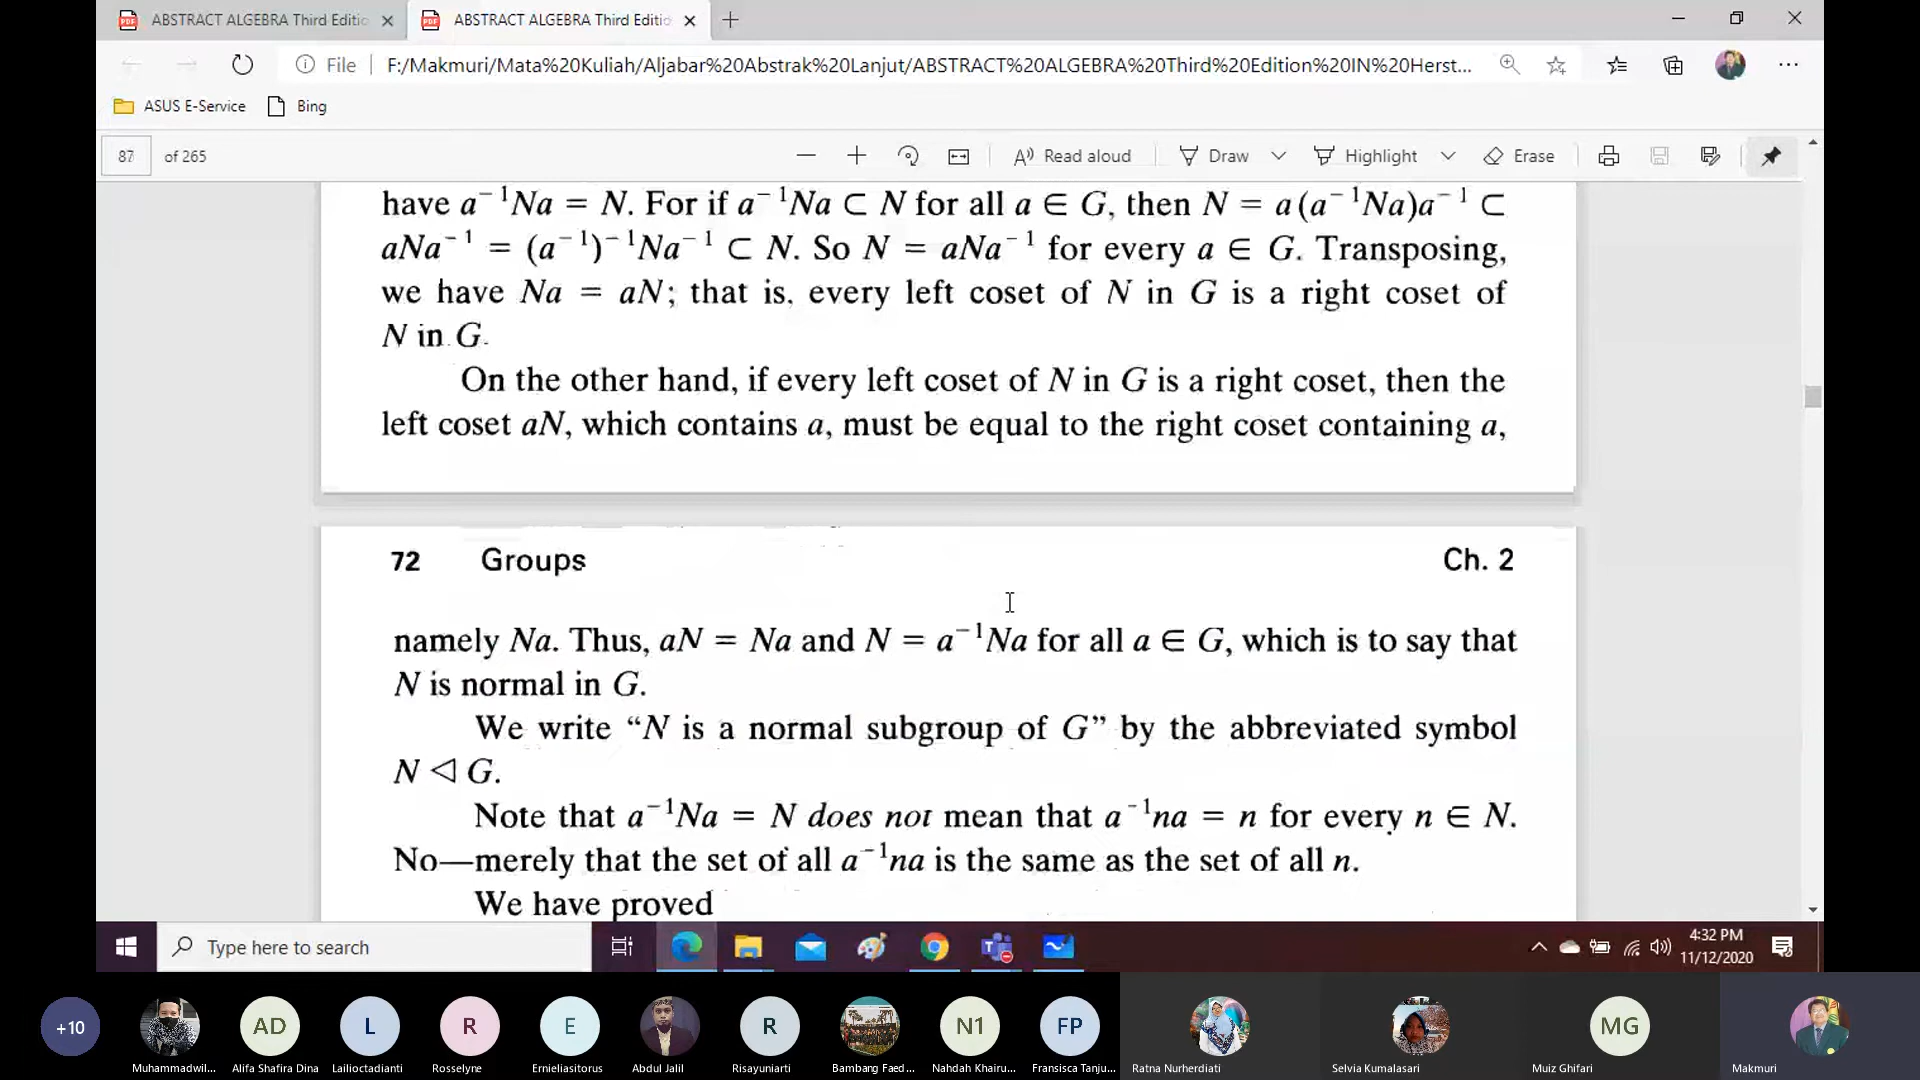 ABSTRACT ALGEBRA Third Editio
ABSTRACT ALGEBRA Third Editio
File F:/Makmuri/Mata%20Kuliah/Aljabar%20Abstrak%20Lanjut/ABSTRACT%20ALGEBRA%20Third%20Edition%20IN%20Herst...
ASUS E-Service Bing
87 of 265 Read aloud Draw Highlight Erase
have a⁻¹Na = N. For if a⁻¹Na ⊂ N for all a ∈ G, then N = a(a⁻¹Na)a⁻¹ ⊂
aNa⁻¹ = (a⁻¹)⁻¹Na⁻¹ ⊂ N. So N = aNa⁻¹ for every a ∈ G. Transposing,
we have Na = aN; that is, every left coset of N in G is a right coset of
N in G.
On the other hand, if every left coset of N in G is a right coset, then the
left coset aN, which contains a, must be equal to the right coset containing a,
72 Groups Ch. 2
namely Na. Thus, aN = Na and N = a⁻¹Na for all a ∈ G, which is to say that
N is normal in G.
We write “N is a normal subgroup of G” by the abbreviated symbol
N ◁ G.
Note that a⁻¹Na = N does not mean that a⁻¹na = n for every n ∈ N.
No—merely that the set of all a⁻¹na is the same as the set of all n.
We have proved
Type here to search
4:32 PM
11/12/2020
+10 AD L R E R N1 FP MG
Muhammadwil... Alifa Shafira Dina Lailioctadianti Rosselyne Ernieliasitorus Abdul Jalil Risayuniarti Bambang Faed... Nahdah Khairu... Fransisca Tanju... Ratna Nurherdiati Selvia Kumalasari Muiz Ghifari Makmuri